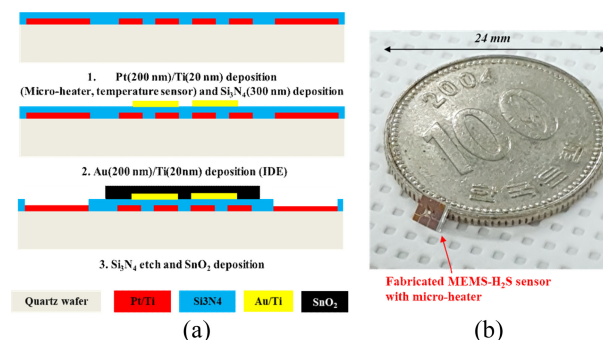 1. Pt(200 nm)/Ti(20 nm) deposition
(Micro-heater, temperature sensor) and Si₃N₄(300 nm) deposition
2. Au(200 nm)/Ti(20nm) deposition (IDE)
3. Si₃N₄ etch and SnO₂ deposition
Quartz wafer Pt/Ti Si3N4 Au/Ti SnO₂
(a)
24 mm
2004
100
Fabricated MEMS-H₂S sensor
with micro-heater
(b)